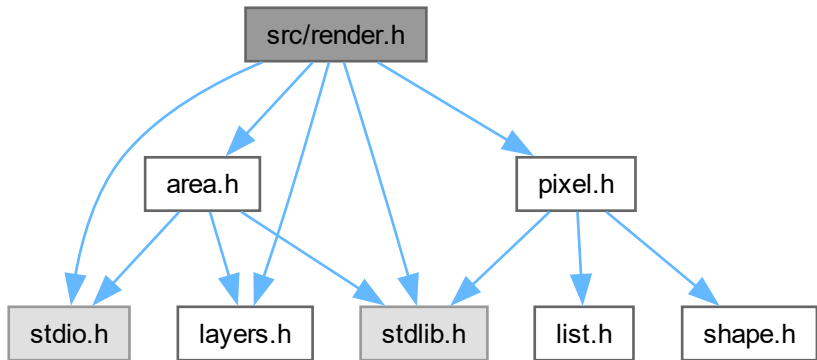 src/render.h
area.h
pixel.h
stdio.h
layers.h
stdlib.h
list.h
shape.h